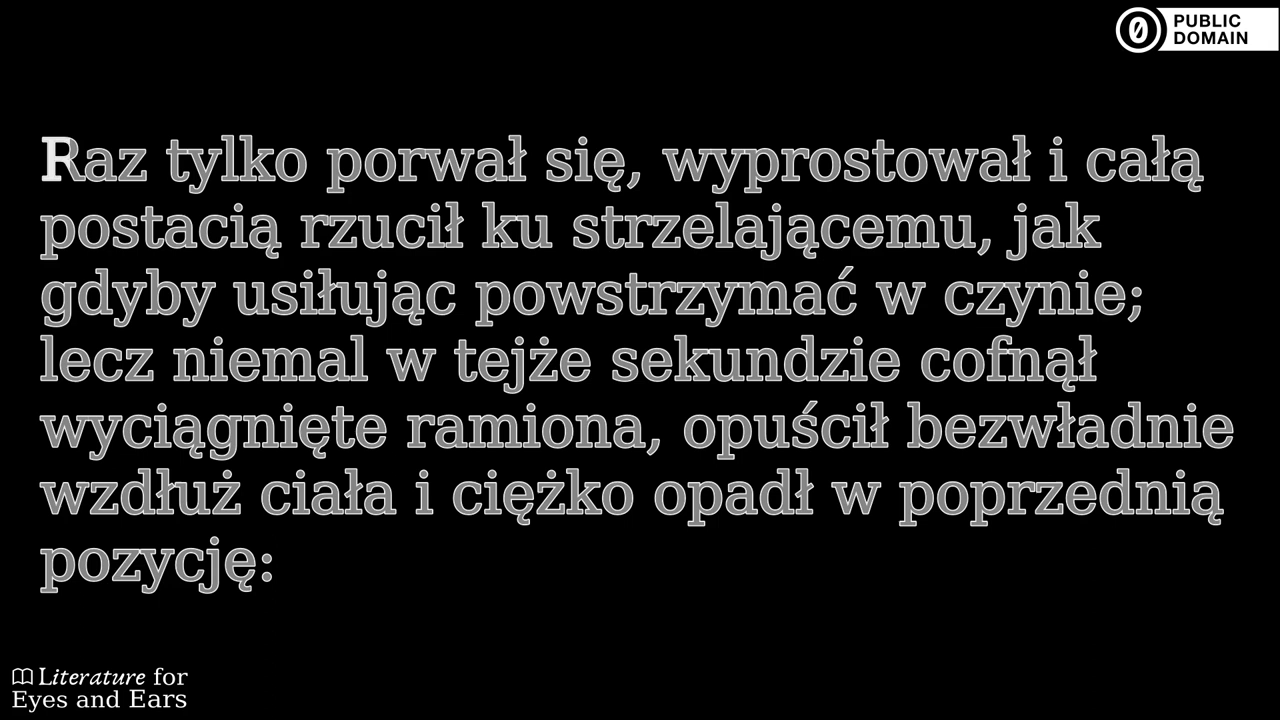 PUBLIC
DOMAIN
Raz tylko porwał się, wyprostował i całą
postacią rzucił ku strzelającemu, jak
gdyby usiłując powstrzymać w czynie;
lecz niemal w tejże sekundzie cofnął
wyciągnięte ramiona, opuścił bezwładnie
wzdłuż ciała i ciężko opadł w poprzednią
pozycję:
Literature for
Eyes and Ears